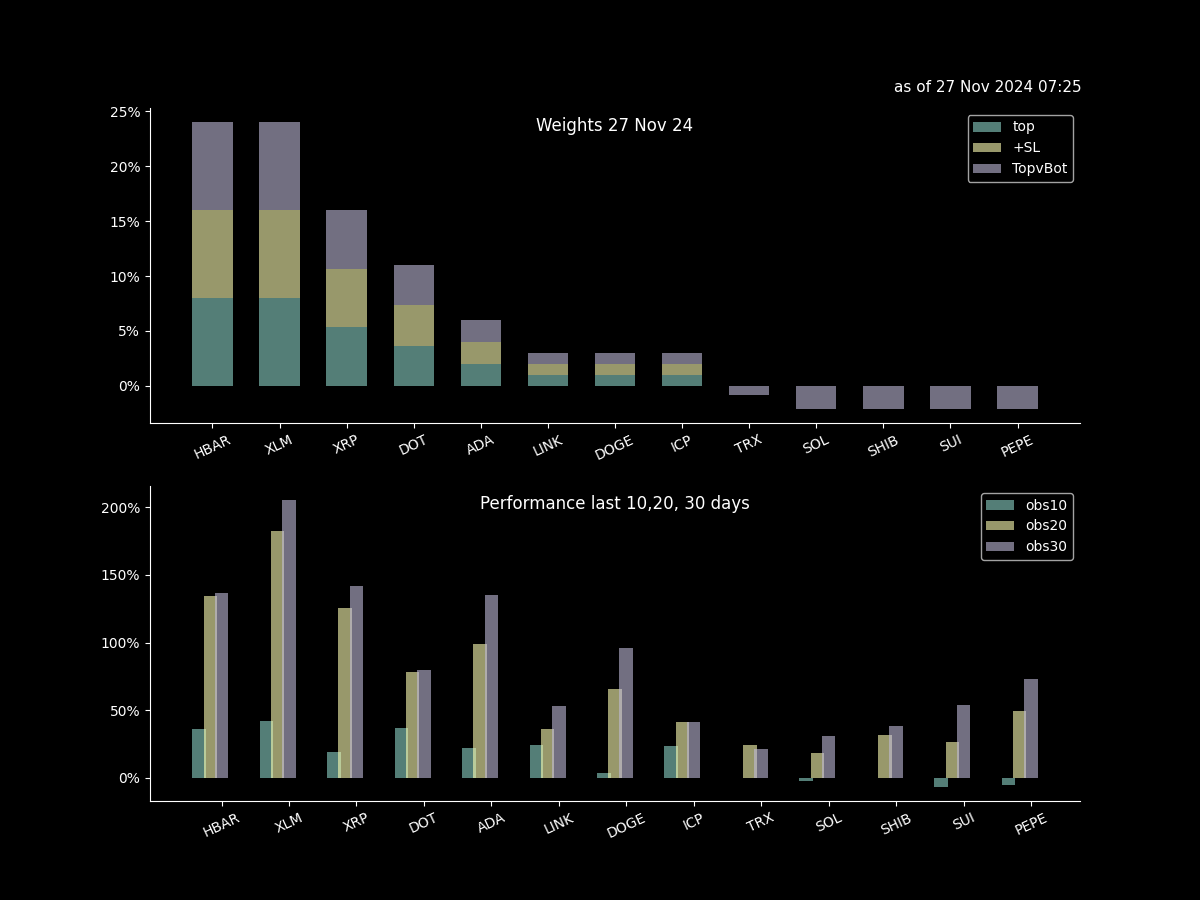 as of 27 Nov 2024 07:25
Weights 27 Nov 24
top
+SL
TopvBot
25%
20%
15%
10%
5%
0%
HBAR XLM XRP DOT ADA LINK DOGE ICP TRX SOL SHIB SUI PEPE
Performance last 10,20, 30 days
obs10
obs20
obs30
200%
150%
100%
50%
0%
HBAR XLM XRP DOT ADA LINK DOGE ICP TRX SOL SHIB SUI PEPE